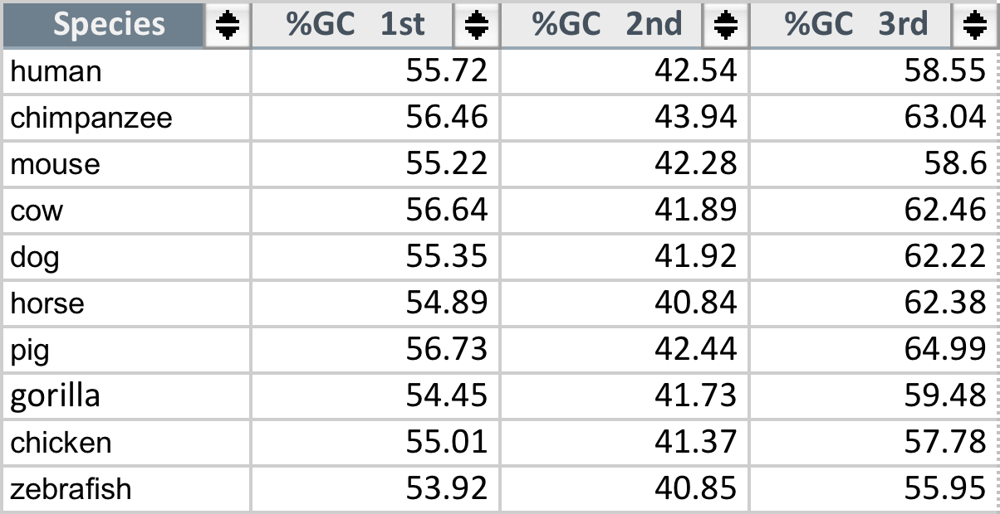 Species %GC 1st %GC 2nd %GC 3rd
human 55.72 42.54 58.55
chimpanzee 56.46 43.94 63.04
mouse 55.22 42.28 58.6
cow 56.64 41.89 62.46
dog 55.35 41.92 62.22
horse 54.89 40.84 62.38
pig 56.73 42.44 64.99
gorilla 54.45 41.73 59.48
chicken 55.01 41.37 57.78
zebrafish 53.92 40.85 55.95